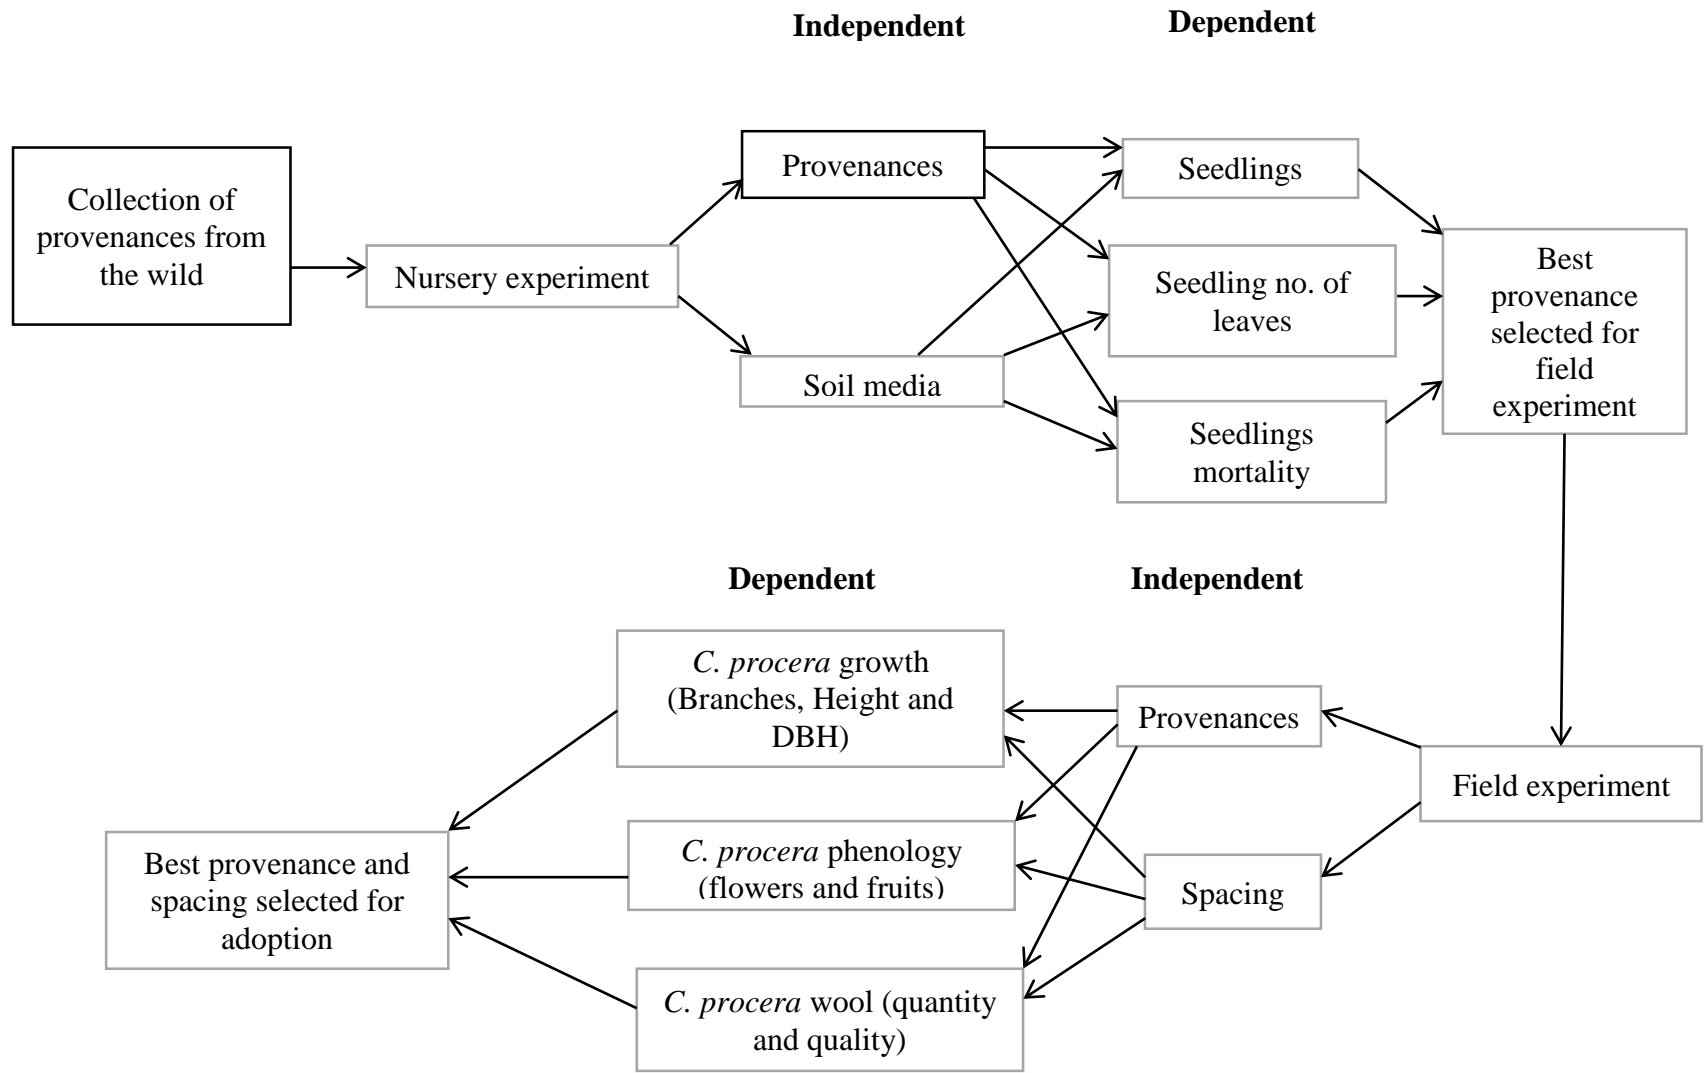 Independent
Dependent
Collection of
provenances from
the wild
Nursery experiment
Provenances
Soil media
Seedlings
Seedling no. of
leaves
Seedlings
mortality
Best
provenance
selected for
field
experiment
Dependent
Independent
C. procera growth
(Branches, Height and
DBH)
C. procera phenology
(flowers and fruits)
C. procera wool (quantity
and quality)
Provenances
Spacing
Field experiment
Best provenance and
spacing selected for
adoption